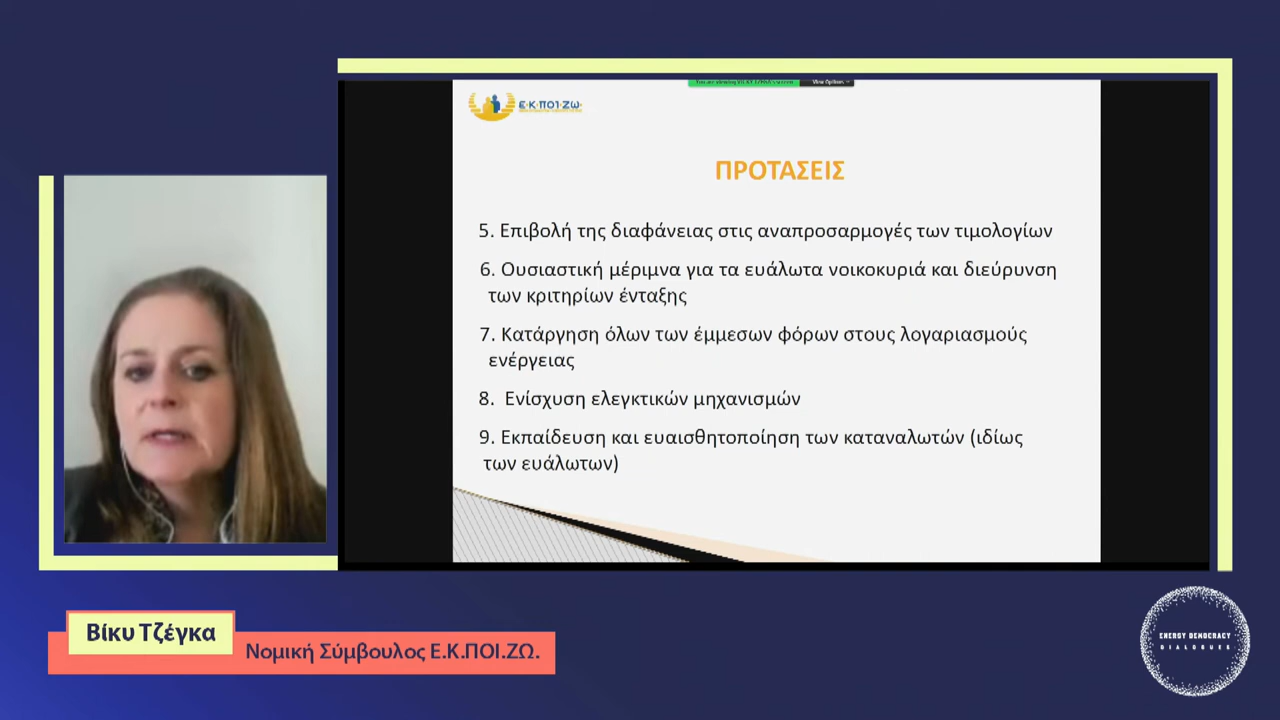 Ε·Κ·ΠΟΙ·ΖΩ·
ΠΡΟΤΑΣΕΙΣ
5. Επιβολή της διαφάνειας στις αναπροσαρμογές των τιμολογίων
6. Ουσιαστική μέριμνα για τα ευάλωτα νοικοκυριά και διεύρυνση
των κριτηρίων ένταξης
7. Κατάργηση όλων των έμμεσων φόρων στους λογαριασμούς
ενέργειας
8. Ενίσχυση ελεγκτικών μηχανισμών
9. Εκπαίδευση και ευαισθητοποίηση των καταναλωτών (ιδίως
των ευάλωτων)
Βίκυ Τζέγκα
Νομική Σύμβουλος Ε.Κ.ΠΟΙ.ΖΩ.
ENERGY DEMOCRACY
DIALOGUES